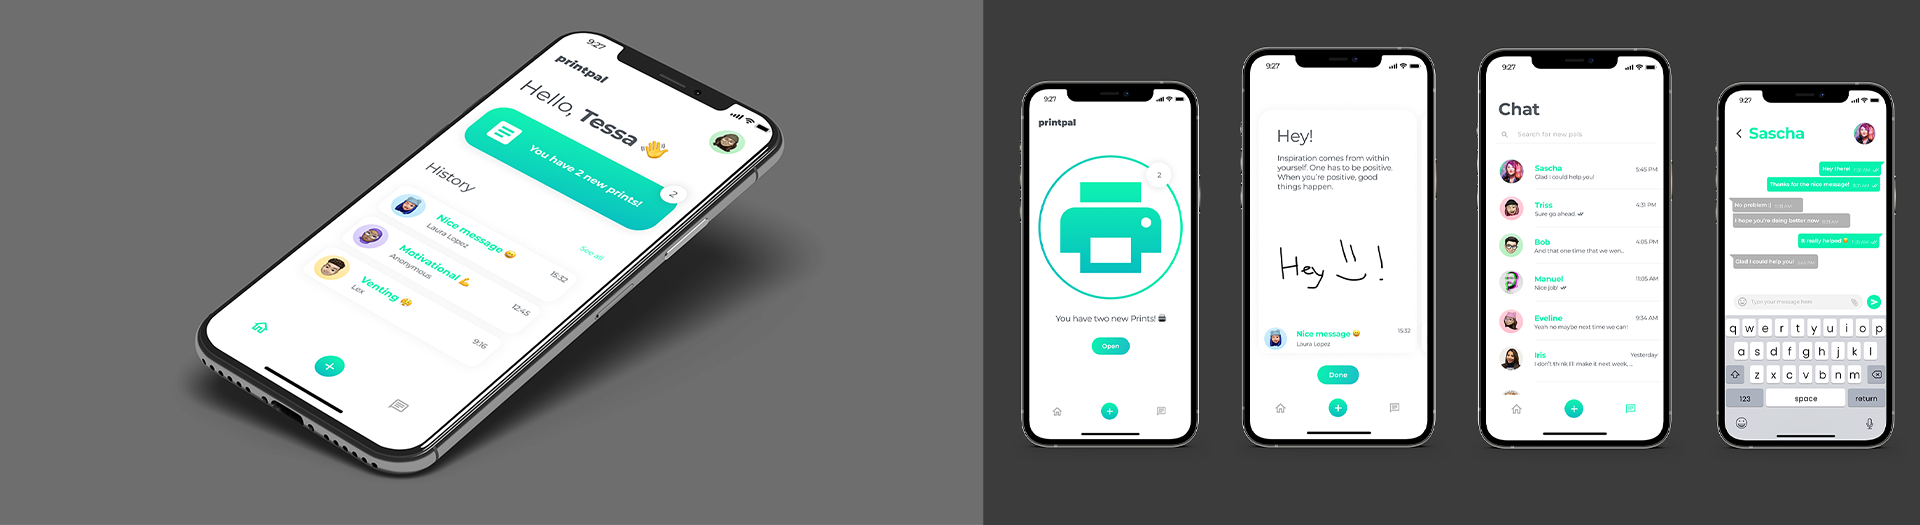 9:27
printpal
Hello, Tessa 👋
You have 2 new prints!
2
History
See all
Nice message 😄
Laura Lopez
15:32
Motivational 💪
Anonymous
12:45
Venting
Lex
9:16
9:27
printpal
2
You have two new Prints! 🖨
Open
9:27
Hey!
Inspiration comes from within
yourself. One has to be positive.
When you're positive, good
things happen.
Hey !
Nice message 😄
15:32
Laura Lopez
Done
9:27
Chat
Search for new pals
Sascha
5:45 PM
Glad I could help you!
Triss
4:31 PM
Sure go ahead.
Bob
4:05 PM
And that one time that we wen...
Manuel
11:05 AM
Nice job!
Eveline
9:34 AM
Yeah no maybe next time we can!
Iris
Yesterday
I don't think I'll make it next week, ...
9:27
Sascha
Hey there!
Thanks for the nice message!
No problem :)
I hope you're doing better now
It really helped
Glad I could help you!
Type your message here
q w e r t y u i o p
a s d f g h j k l
z x c v b n m
123 space return